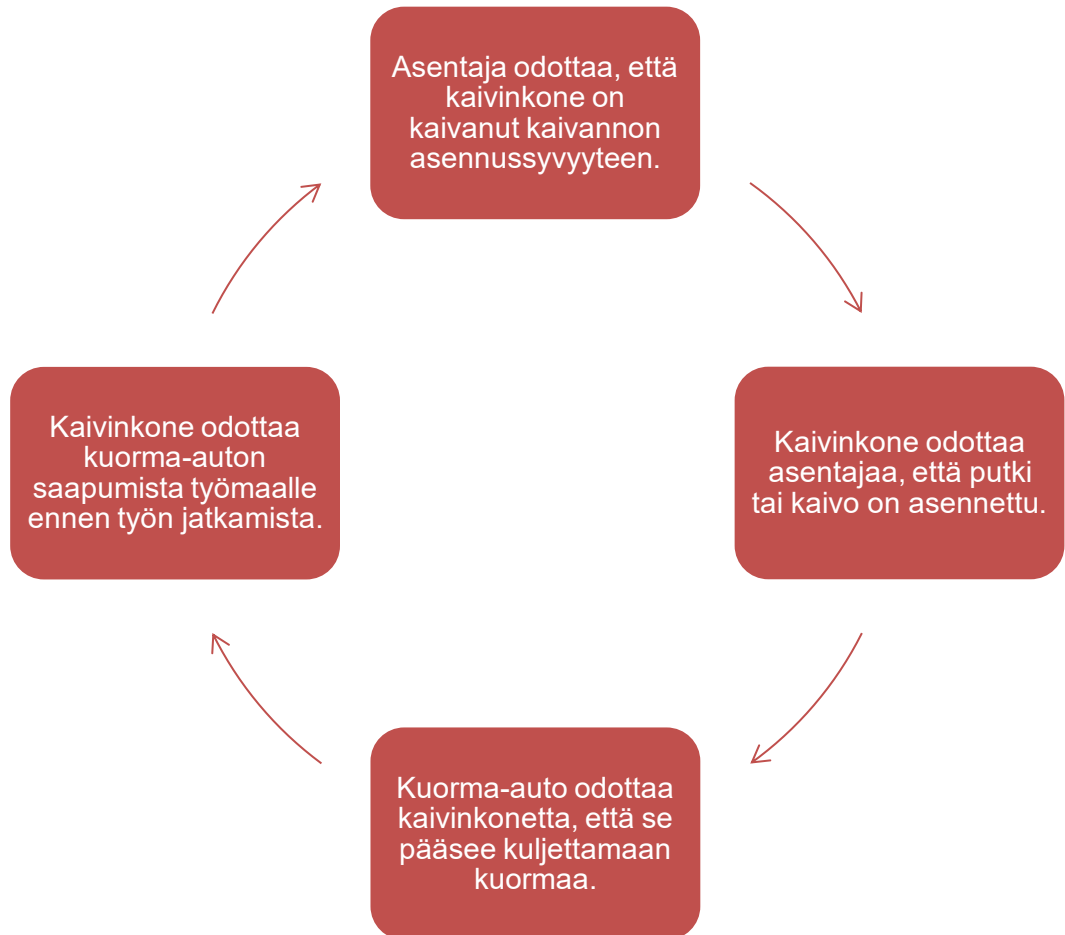 Asentaja odottaa, että
kaivinkone on
kaivanut kaivannon
asennussyvyyteen.
Kaivinkone odottaa
asentajaa, että putki
tai kaivo on asennettu.
Kuorma-auto odottaa
kaivinkonetta, että se
pääsee kuljettamaan
kuormaa.
Kaivinkone odottaa
kuorma-auton
saapumista työmaalle
ennen työn jatkamista.